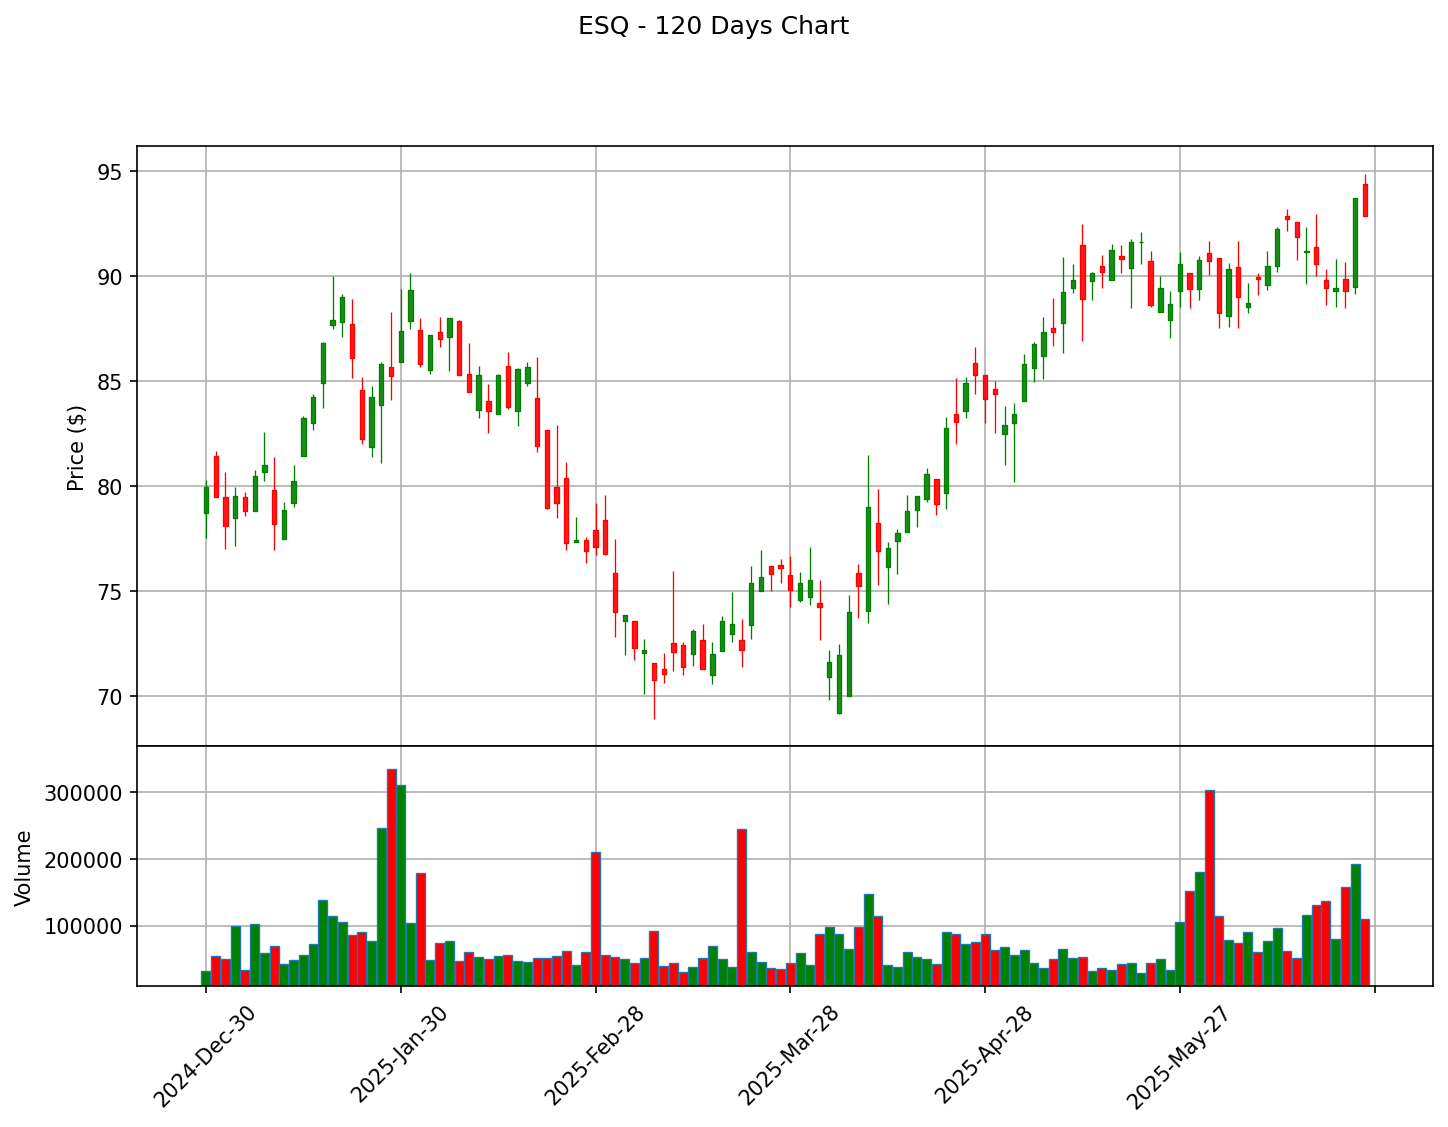 ESQ - 120 Days Chart
95
90
85
80
75
70
Price ($)
300000
200000
100000
Volume
2024-Dec-30
2025-Jan-30
2025-Feb-28
2025-Mar-28
2025-Apr-28
2025-May-27